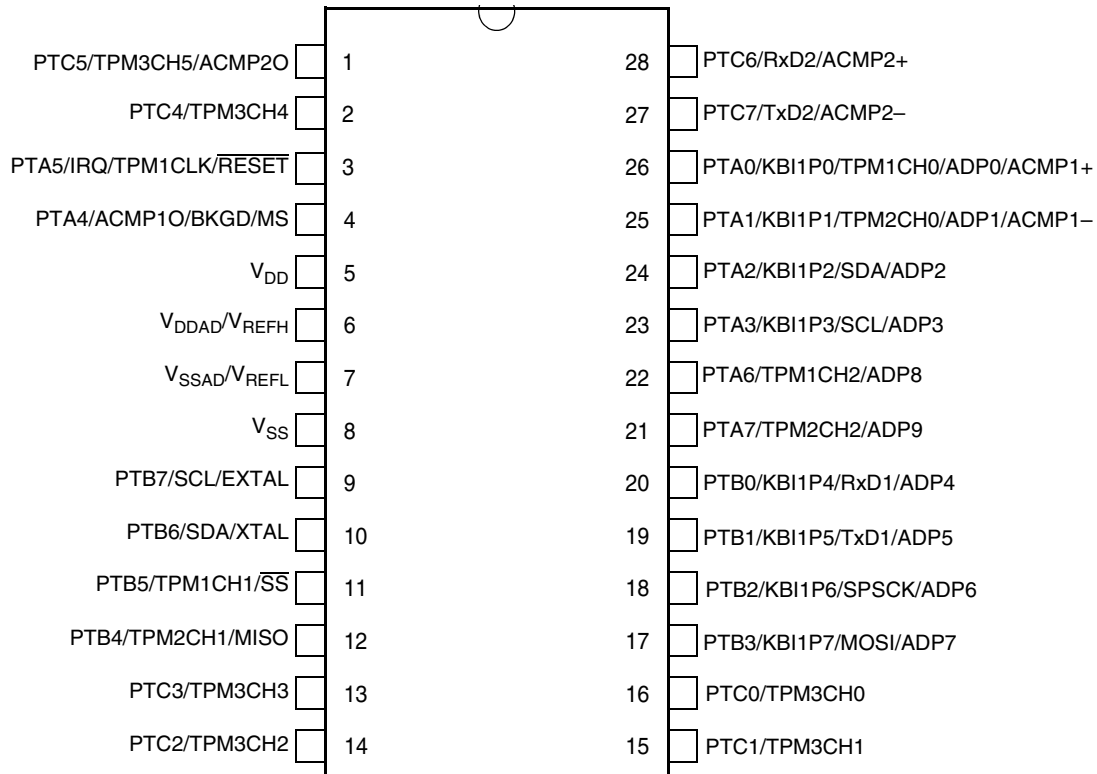 PTC5/TPM3CH5/ACMP2O 1 28 PTC6/RxD2/ACMP2+
PTC4/TPM3CH4 2 27 PTC7/TxD2/ACMP2–
PTA5/IRQ/TPM1CLK/R̅E̅S̅E̅T̅ 3 26 PTA0/KBI1P0/TPM1CH0/ADP0/ACMP1+
PTA4/ACMP1O/BKGD/MS 4 25 PTA1/KBI1P1/TPM2CH0/ADP1/ACMP1–
VDD 5 24 PTA2/KBI1P2/SDA/ADP2
VDDAD/VREFH 6 23 PTA3/KBI1P3/SCL/ADP3
VSSAD/VREFL 7 22 PTA6/TPM1CH2/ADP8
VSS 8 21 PTA7/TPM2CH2/ADP9
PTB7/SCL/EXTAL 9 20 PTB0/KBI1P4/RxD1/ADP4
PTB6/SDA/XTAL 10 19 PTB1/KBI1P5/TxD1/ADP5
PTB5/TPM1CH1/S̅S̅ 11 18 PTB2/KBI1P6/SPSCK/ADP6
PTB4/TPM2CH1/MISO 12 17 PTB3/KBI1P7/MOSI/ADP7
PTC3/TPM3CH3 13 16 PTC0/TPM3CH0
PTC2/TPM3CH2 14 15 PTC1/TPM3CH1